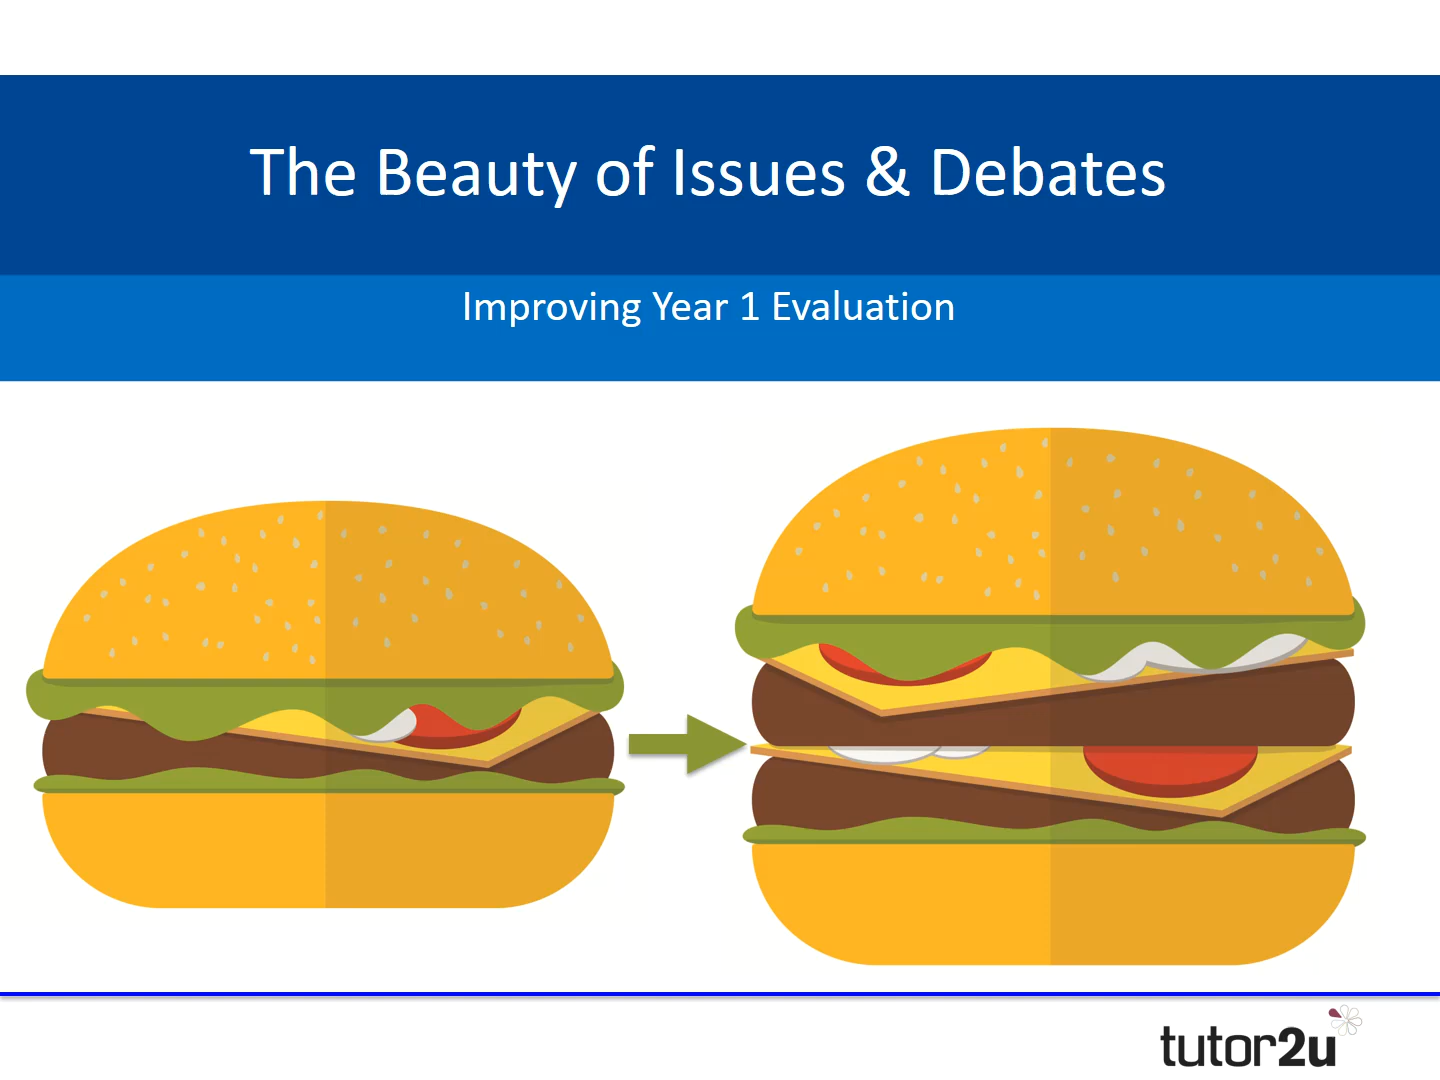 The Beauty of Issues & Debates
Improving Year 1 Evaluation
tutor2u